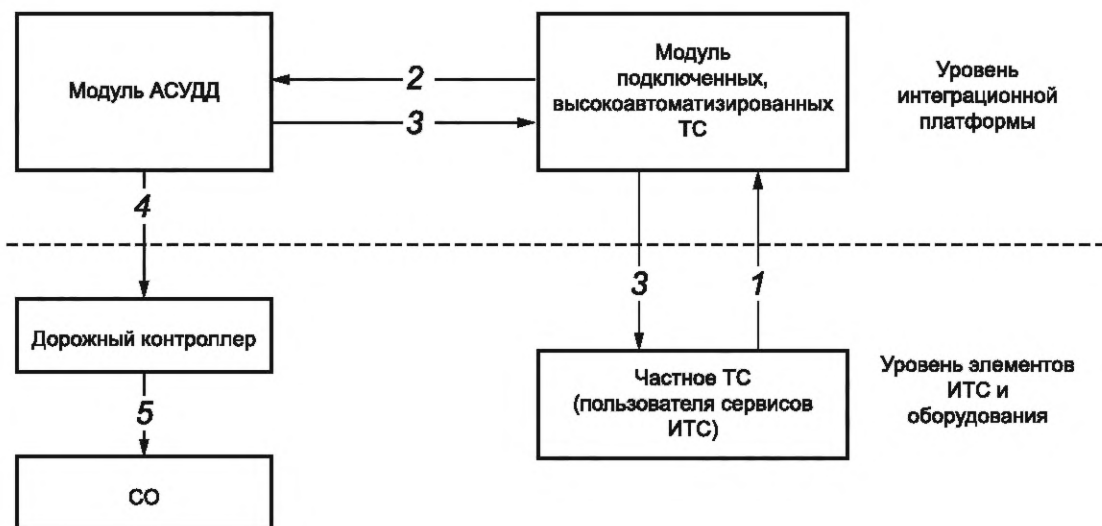 Модуль АСУДД
2
3
Модуль
подключенных,
высокоавтоматизированных
ТС
Уровень
интеграционной
платформы
4
3
1
Дорожный контроллер
5
СО
Частное ТС
(пользователя сервисов
ИТС)
Уровень элементов
ИТС и
оборудования